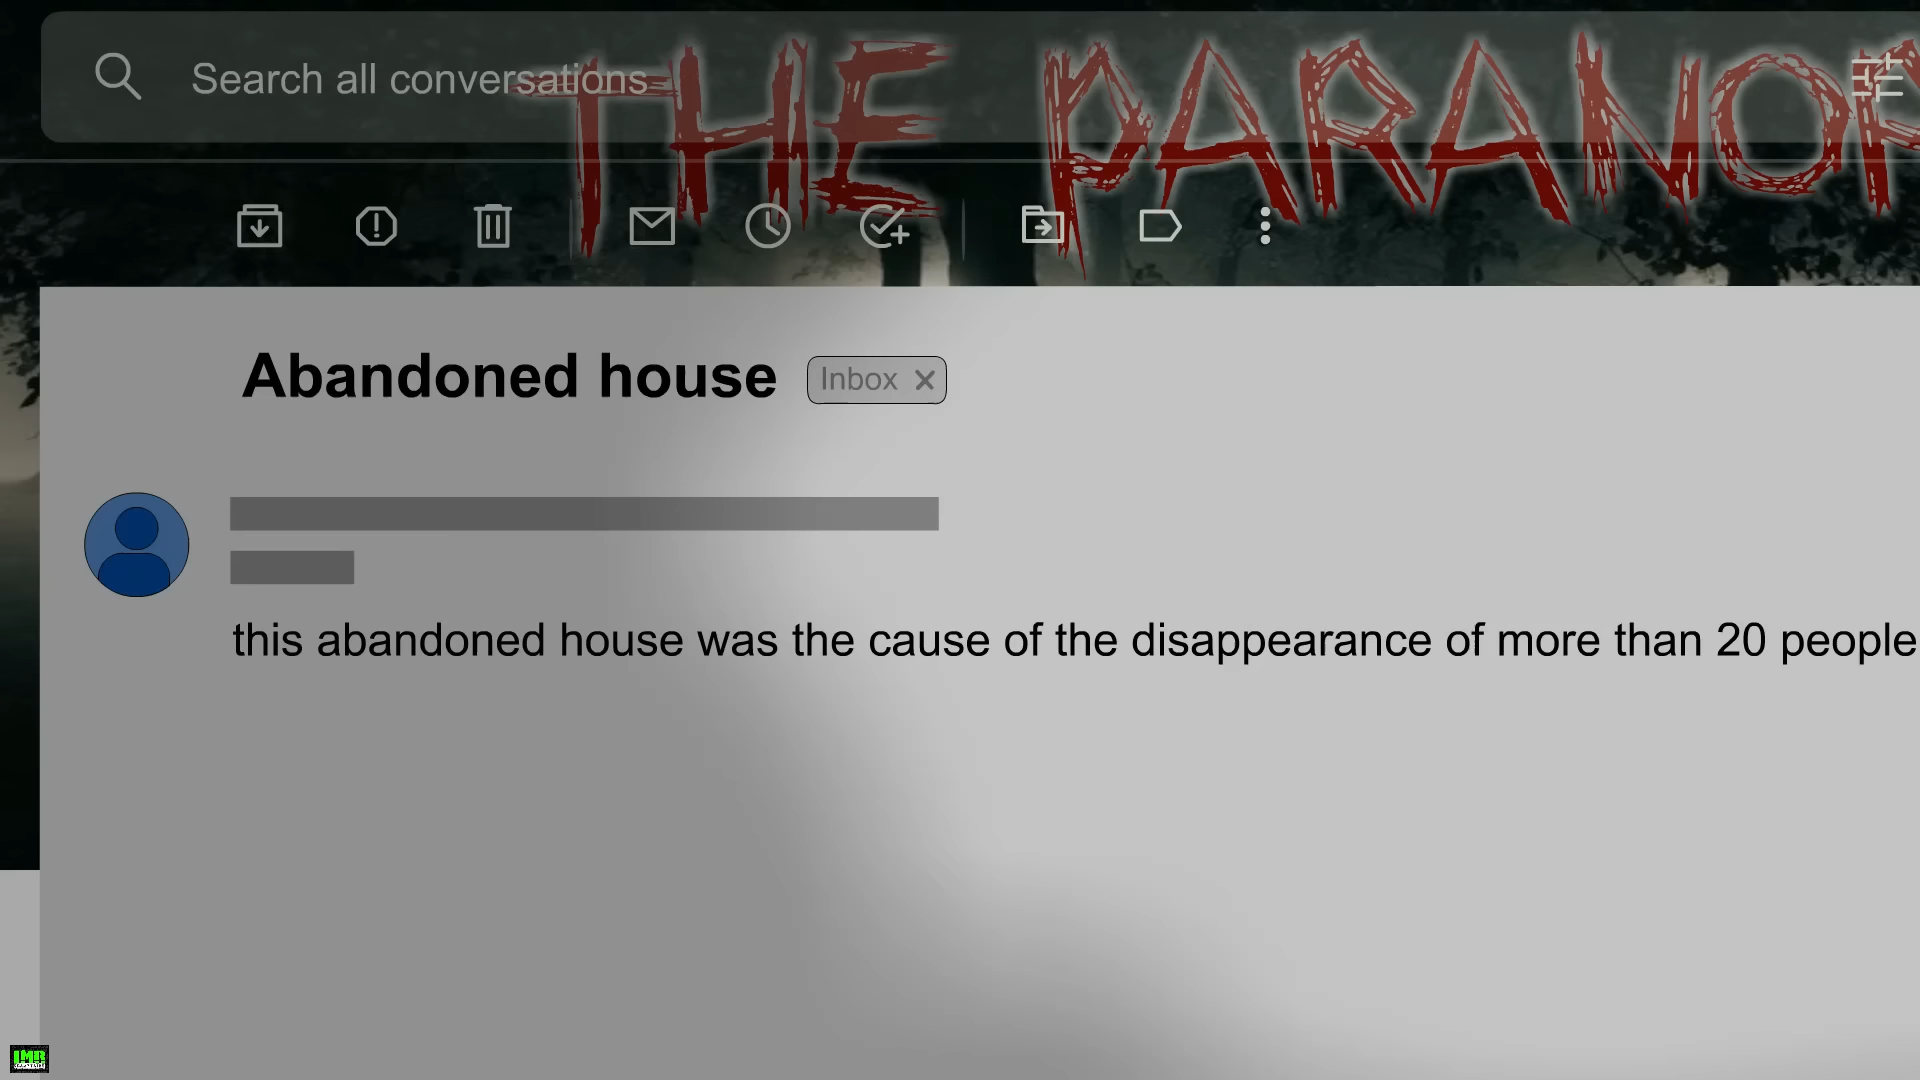 Search all conversations
THE PARANO
Abandoned house
Inbox
this abandoned house was the cause of the disappearance of more than 20 people